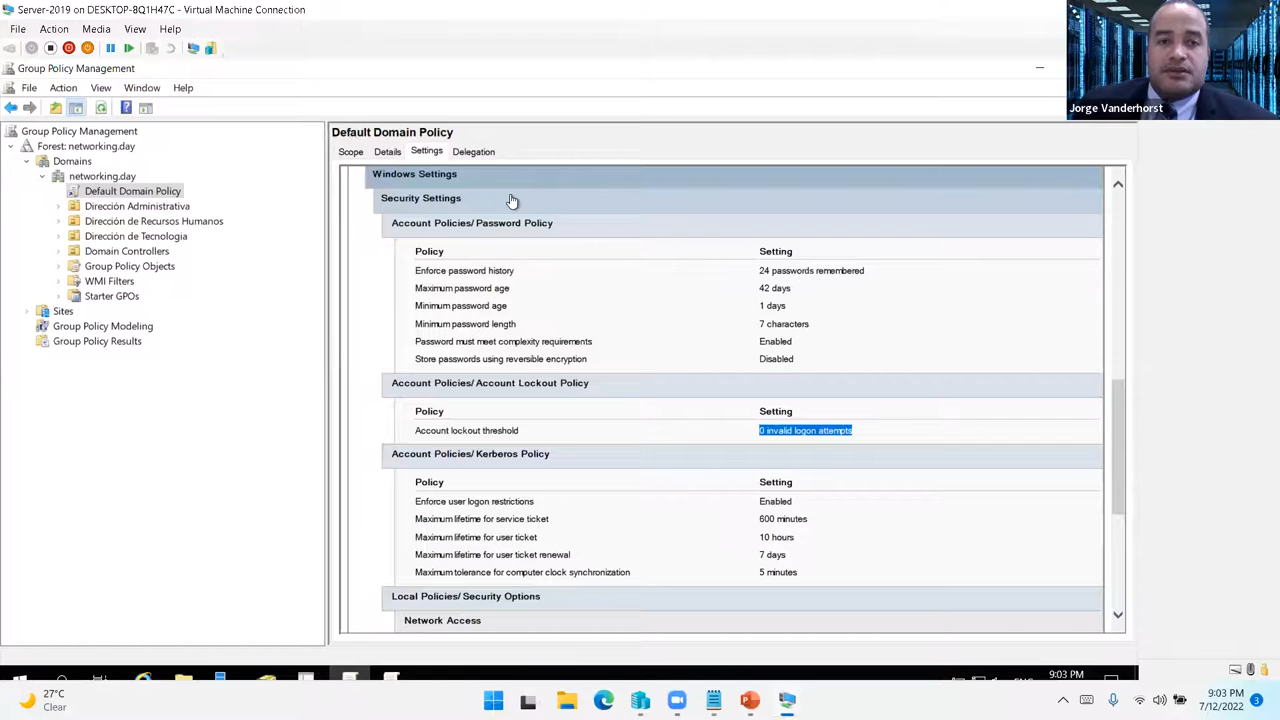 Server-2019 on DESKTOP-8Q1H47C - Virtual Machine Connection
File Action Media View Help
Group Policy Management
File Action View Window Help
Group Policy Management
Forest: networking.day
Domains
networking.day
Default Domain Policy
Dirección Administrativa
Dirección de Recursos Humanos
Dirección de Tecnologia
Domain Controllers
Group Policy Objects
WMI Filters
Starter GPOs
Sites
Group Policy Modeling
Group Policy Results
Default Domain Policy
Scope Details Settings Delegation
Windows Settings
Security Settings
Account Policies/Password Policy
Policy Setting
Enforce password history 24 passwords remembered
Maximum password age 42 days
Minimum password age 1 days
Minimum password length 7 characters
Password must meet complexity requirements Enabled
Store passwords using reversible encryption Disabled
Account Policies/Account Lockout Policy
Policy Setting
Account lockout threshold 0 invalid logon attempts
Account Policies/Kerberos Policy
Policy Setting
Enforce user logon restrictions Enabled
Maximum lifetime for service ticket 600 minutes
Maximum lifetime for user ticket 10 hours
Maximum lifetime for user ticket renewal 7 days
Maximum tolerance for computer clock synchronization 5 minutes
Local Policies/Security Options
Network Access
Jorge Vanderhorst
9:03 PM
27°C
Clear
9:03 PM
7/12/2022
3